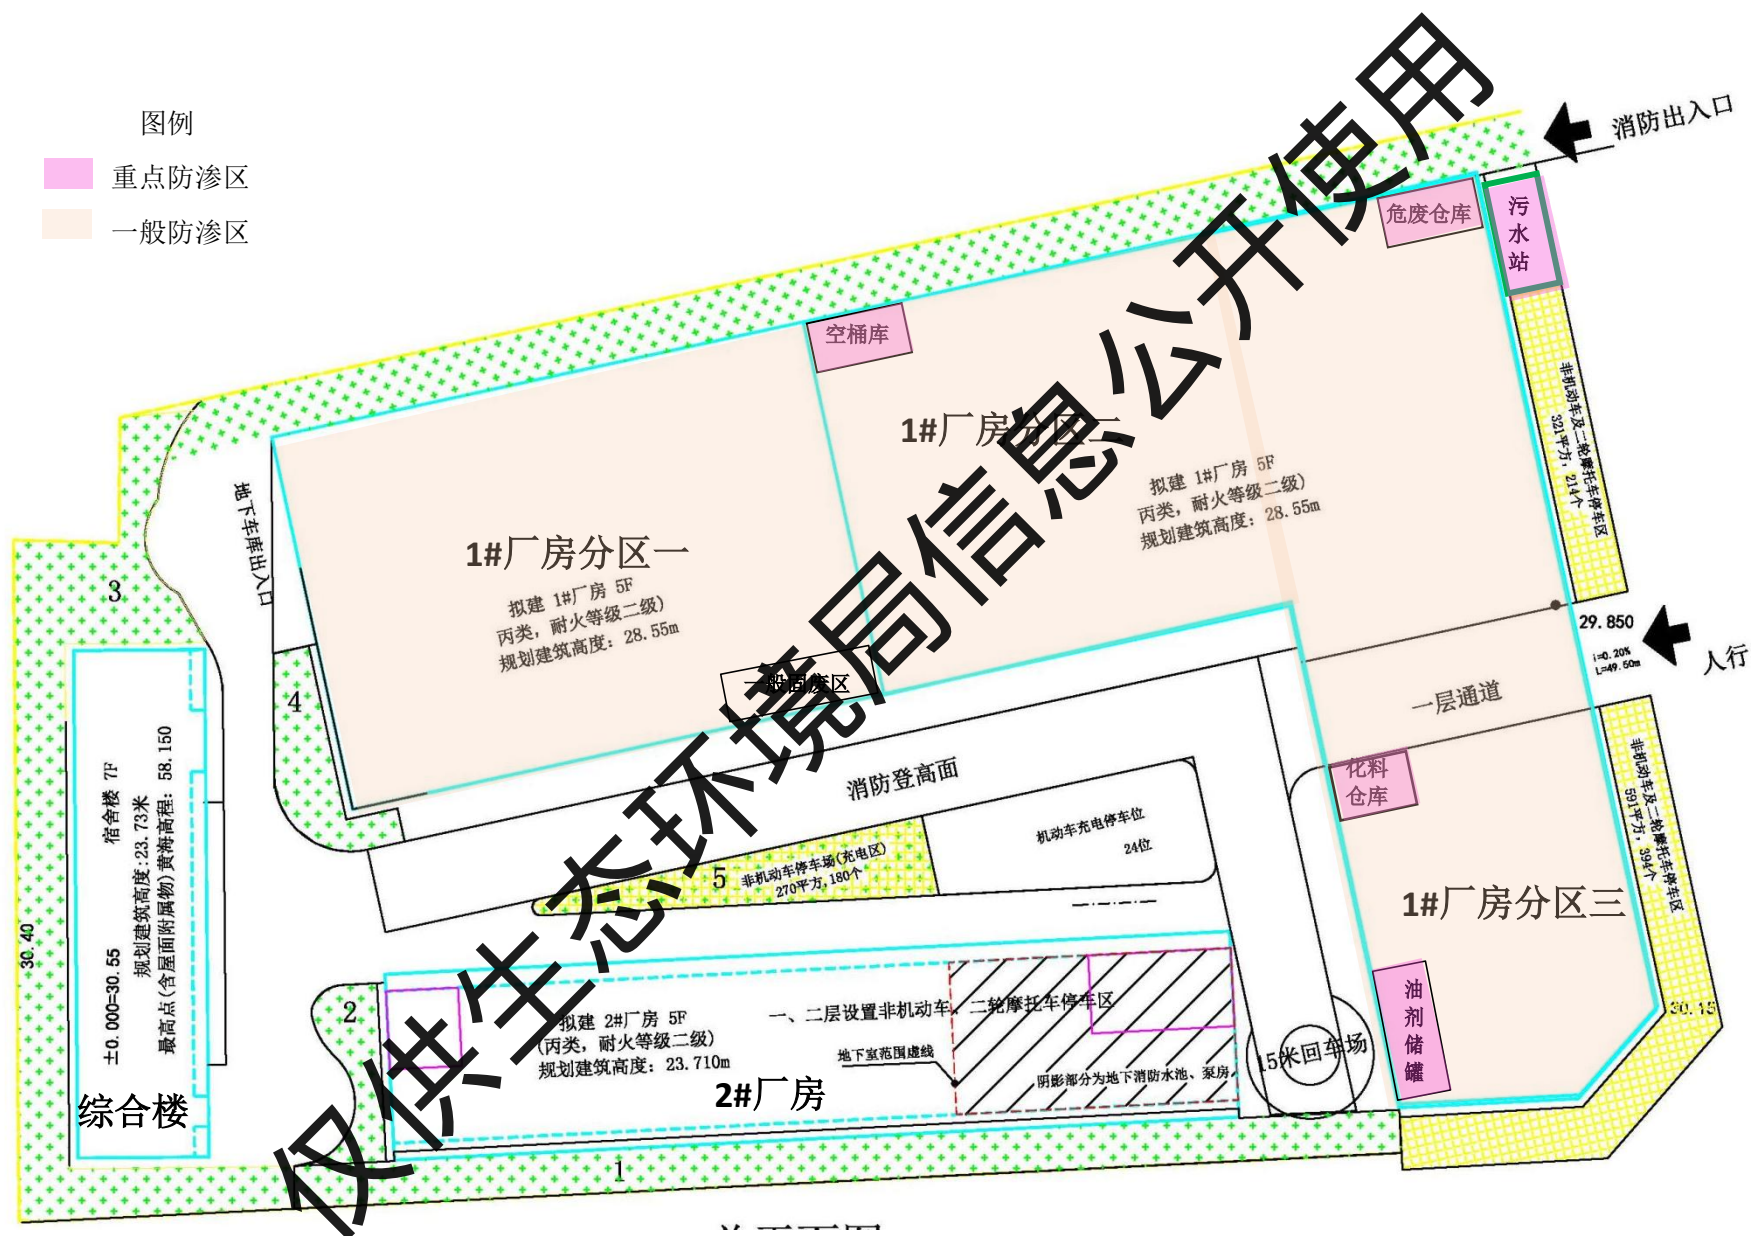 图例
重点防渗区
一般防渗区
消防出入口
危废仓库
污
水
站
空桶库
1#厂房分区二
拟建 1#厂房 5F
丙类，耐火等级二级)
规划建筑高度: 28.55m
非机动车及二轮摩托车停车区
321平方, 214个
地下车库出入口
1#厂房分区一
拟建 1#厂房 5F
丙类，耐火等级二级)
规划建筑高度: 28.55m
一般固废区
3
4
29.850
i=0.20%
L=49.50m
人行
一层通道
化料
仓库
消防登高面
机动车充电停车位
24位
5
非机动车停车场(充电区)
270平方,180个
非机动车及二轮摩托车停车区
591平方, 394个
1#厂房分区三
油
剂
储
罐
30.15
宿舍楼 7F
±0.000=30.55
规划建筑高度:23.73米
最高点(含屋面附属物)黄海高程: 58.150
30.40
综合楼
2
拟建 2#厂房 5F
(丙类，耐火等级二级)
规划建筑高度: 23.710m
一、二层设置非机动车、二轮摩托车停车区
地下室范围虚线
阴影部分为地下消防水池、泵房
2#厂房
15米回车场
1
仅供生态环境局信息公开使用